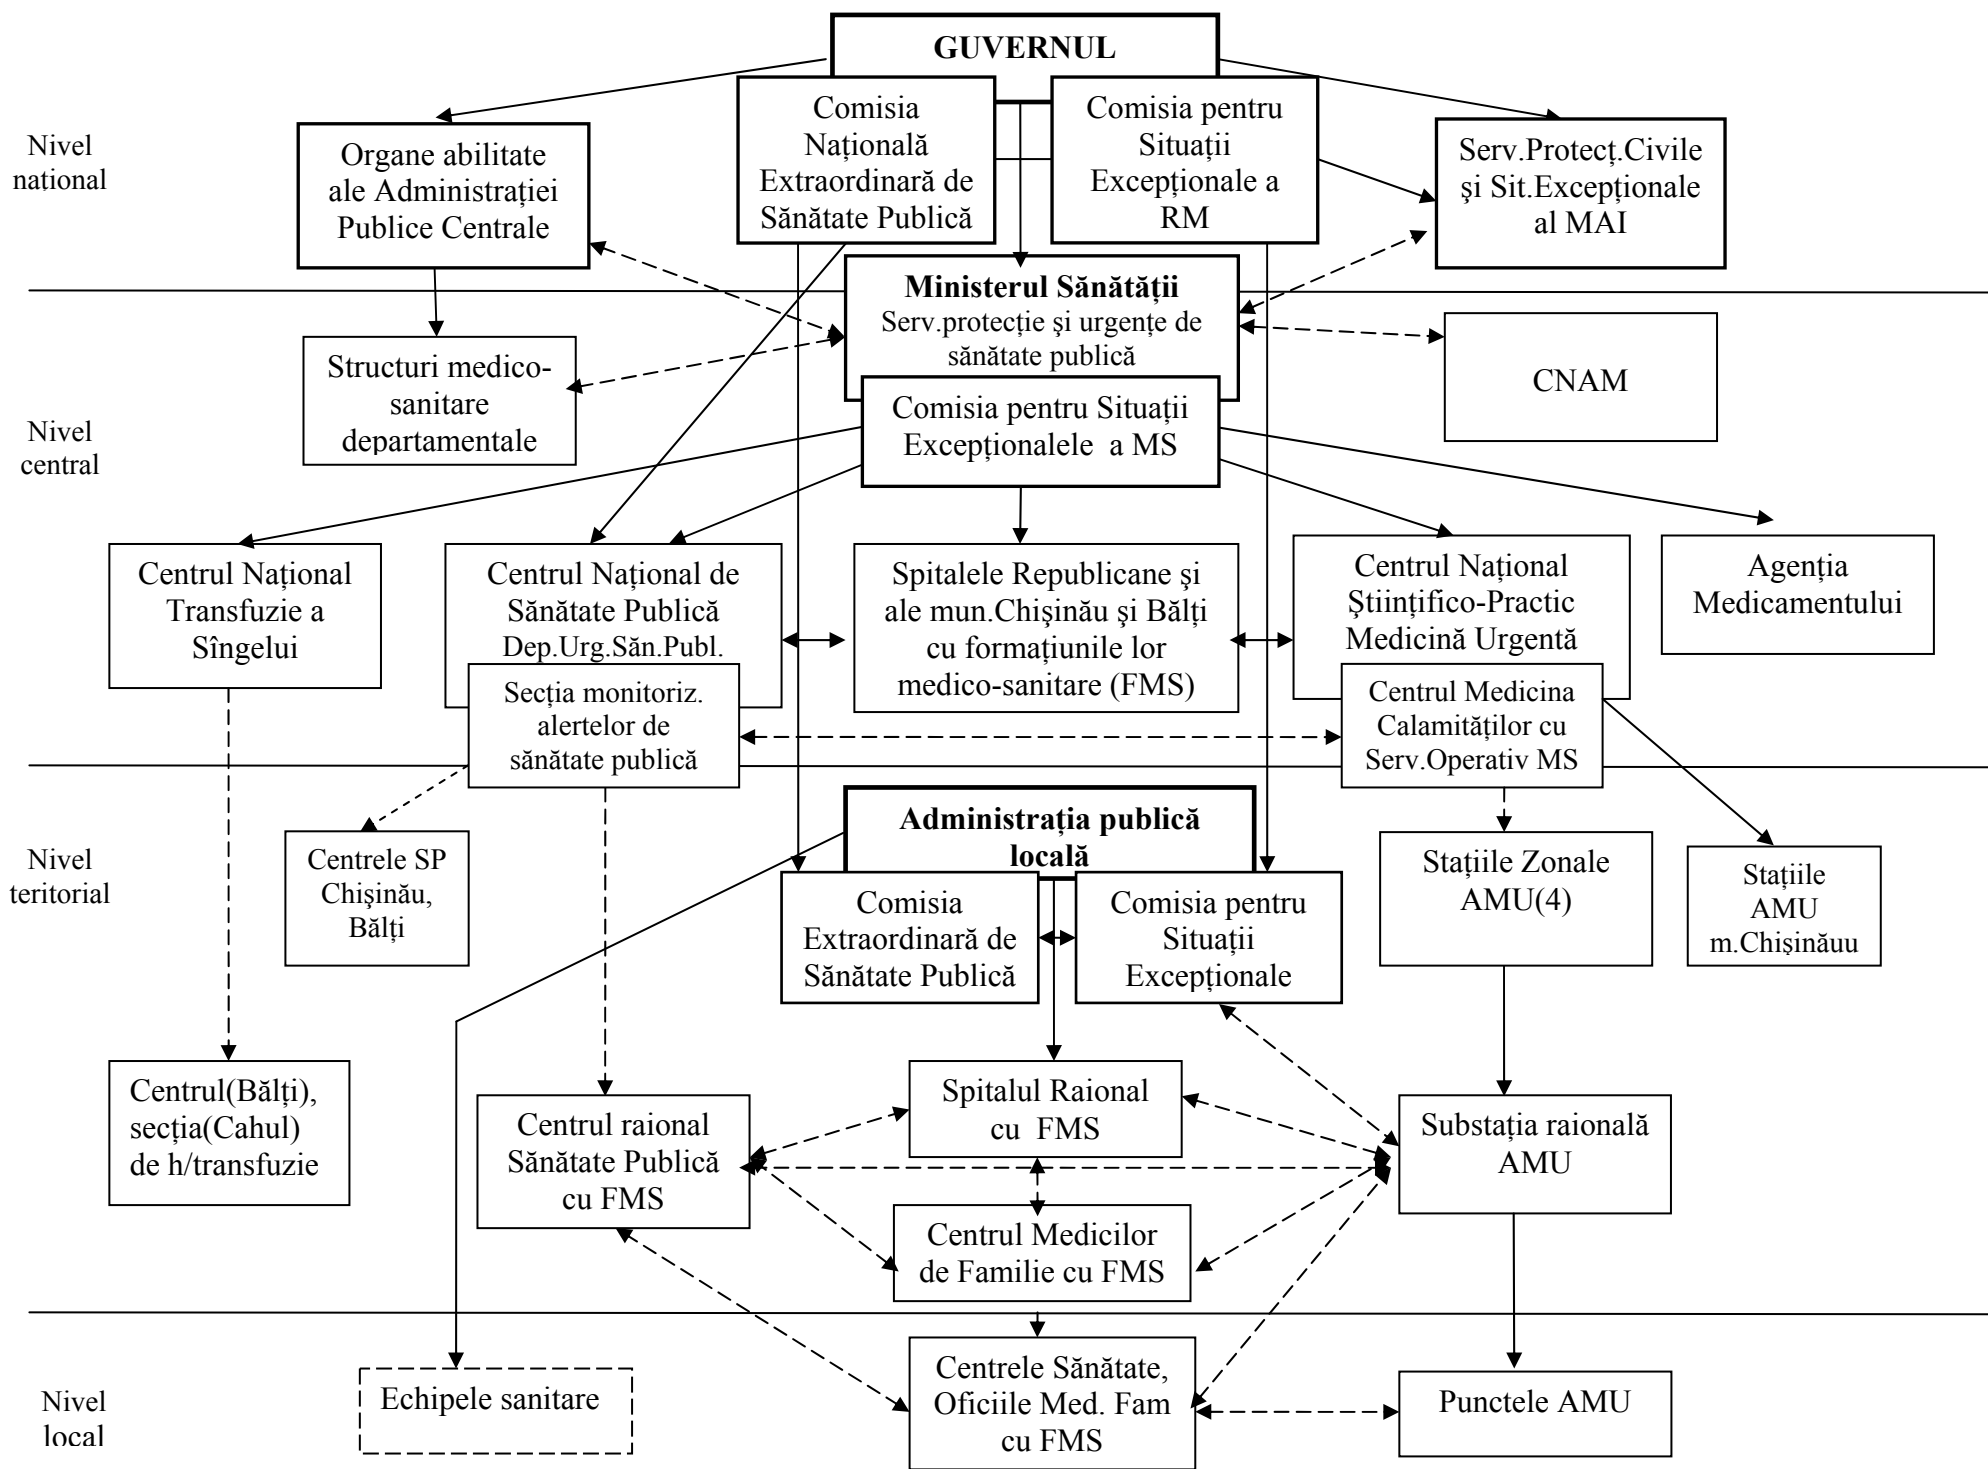 GUVERNUL
Nivel
național
Organe abilitate
ale Administrației
Publice Centrale
Comisia
Națională
Extraordinară de
Sănătate Publică
Comisia pentru
Situații
Excepționale a
RM
Serv.Protecț.Civile
şi Sit.Excepționale
al MAI
Ministerul Sănătății
Serv.protecție şi urgențe de
sănătate publică
Nivel
central
Structuri medico-
sanitare
departamentale
CNAM
Comisia pentru Situații
Excepționalele a MS
Centrul Național
Transfuzie a
Sîngelui
Centrul Național de
Sănătate Publică
Dep.Urg.Săn.Publ.
Secția monitoriz.
alertelor de
sănătate publică
Spitalele Republicane şi
ale mun.Chişinău şi Bălți
cu formațiunile lor
medico-sanitare (FMS)
Centrul Național
Ştiințifico-Practic
Medicină Urgentă
Centrul Medicina
Calamităților cu
Serv.Operativ MS
Agenția
Medicamentului
Nivel
teritorial
Centrele SP
Chişinău,
Bălți
Administrația publică
locală
Comisia
Extraordinară de
Sănătate Publică
Comisia pentru
Situații
Excepționale
Stațiile Zonale
AMU(4)
Stațiile
AMU
m.Chişinăuu
Centrul(Bălți),
secția(Cahul)
de h/transfuzie
Centrul raional
Sănătate Publică
cu FMS
Spitalul Raional
cu FMS
Substația raională
AMU
Centrul Medicilor
de Familie cu FMS
Nivel
local
Echipele sanitare
Centrele Sănătate,
Oficiile Med. Fam
cu FMS
Punctele AMU